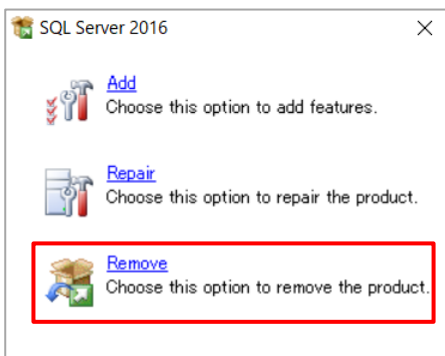 SQL Server 2016
Add
Choose this option to add features.
Repair
Choose this option to repair the product.
Remove
Choose this option to remove the product.